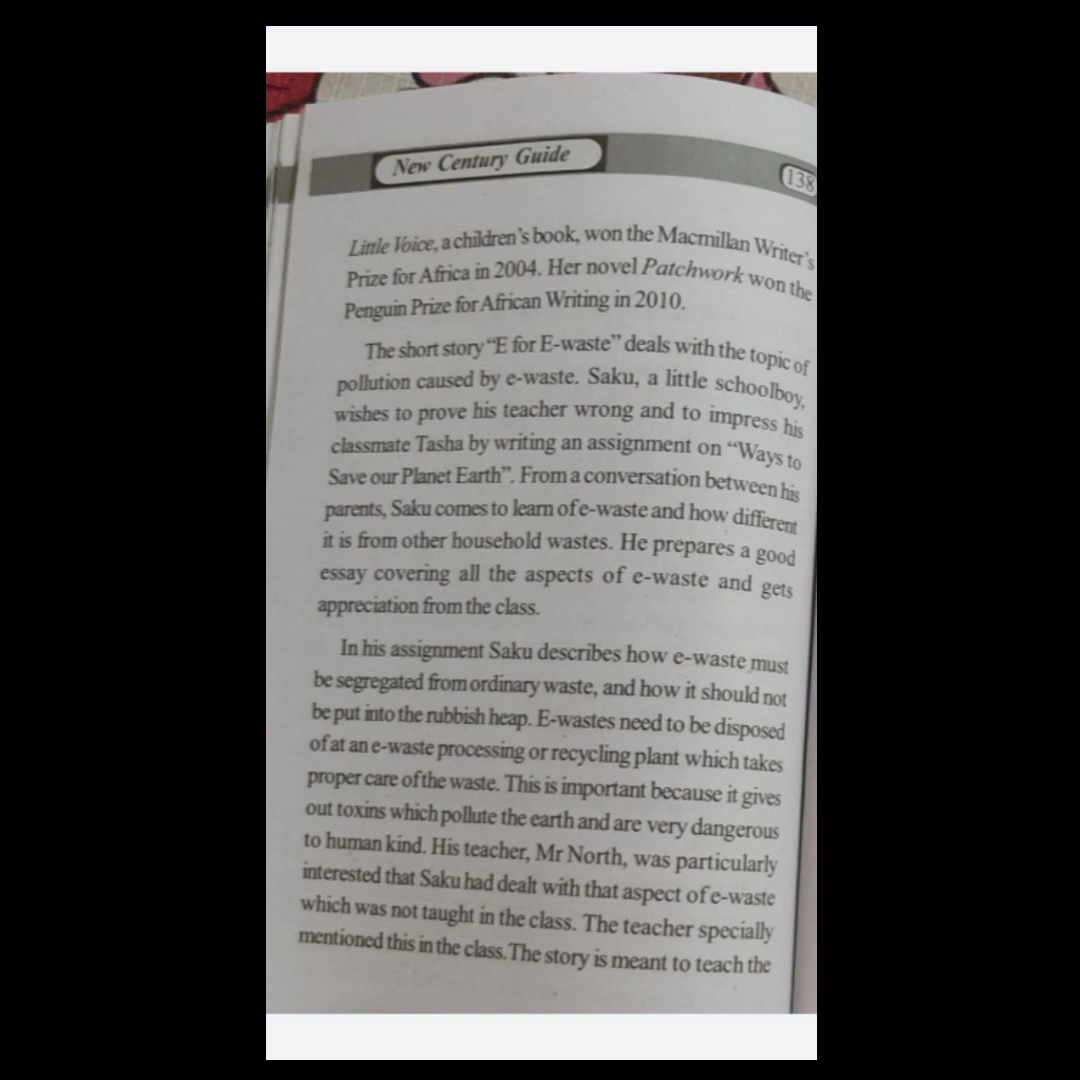 New Century Guide
138
Little Voice, a children's book, won the Macmillan Writer's
Prize for Africa in 2004. Her novel Patchwork won the
Penguin Prize for African Writing in 2010.
The short story "E for E-waste" deals with the topic of
pollution caused by e-waste. Saku, a little schoolboy,
wishes to prove his teacher wrong and to impress his
classmate Tasha by writing an assignment on "Ways to
Save our Planet Earth". From a conversation between his
parents, Saku comes to learn of e-waste and how different
it is from other household wastes. He prepares a good
essay covering all the aspects of e-waste and gets
appreciation from the class.
In his assignment Saku describes how e-waste must
be segregated from ordinary waste, and how it should not
be put into the rubbish heap. E-wastes need to be disposed
of at an e-waste processing or recycling plant which takes
proper care of the waste. This is important because it gives
out toxins which pollute the earth and are very dangerous
to human kind. His teacher, Mr North, was particularly
interested that Saku had dealt with that aspect of e-waste
which was not taught in the class. The teacher specially
mentioned this in the class.The story is meant to teach the